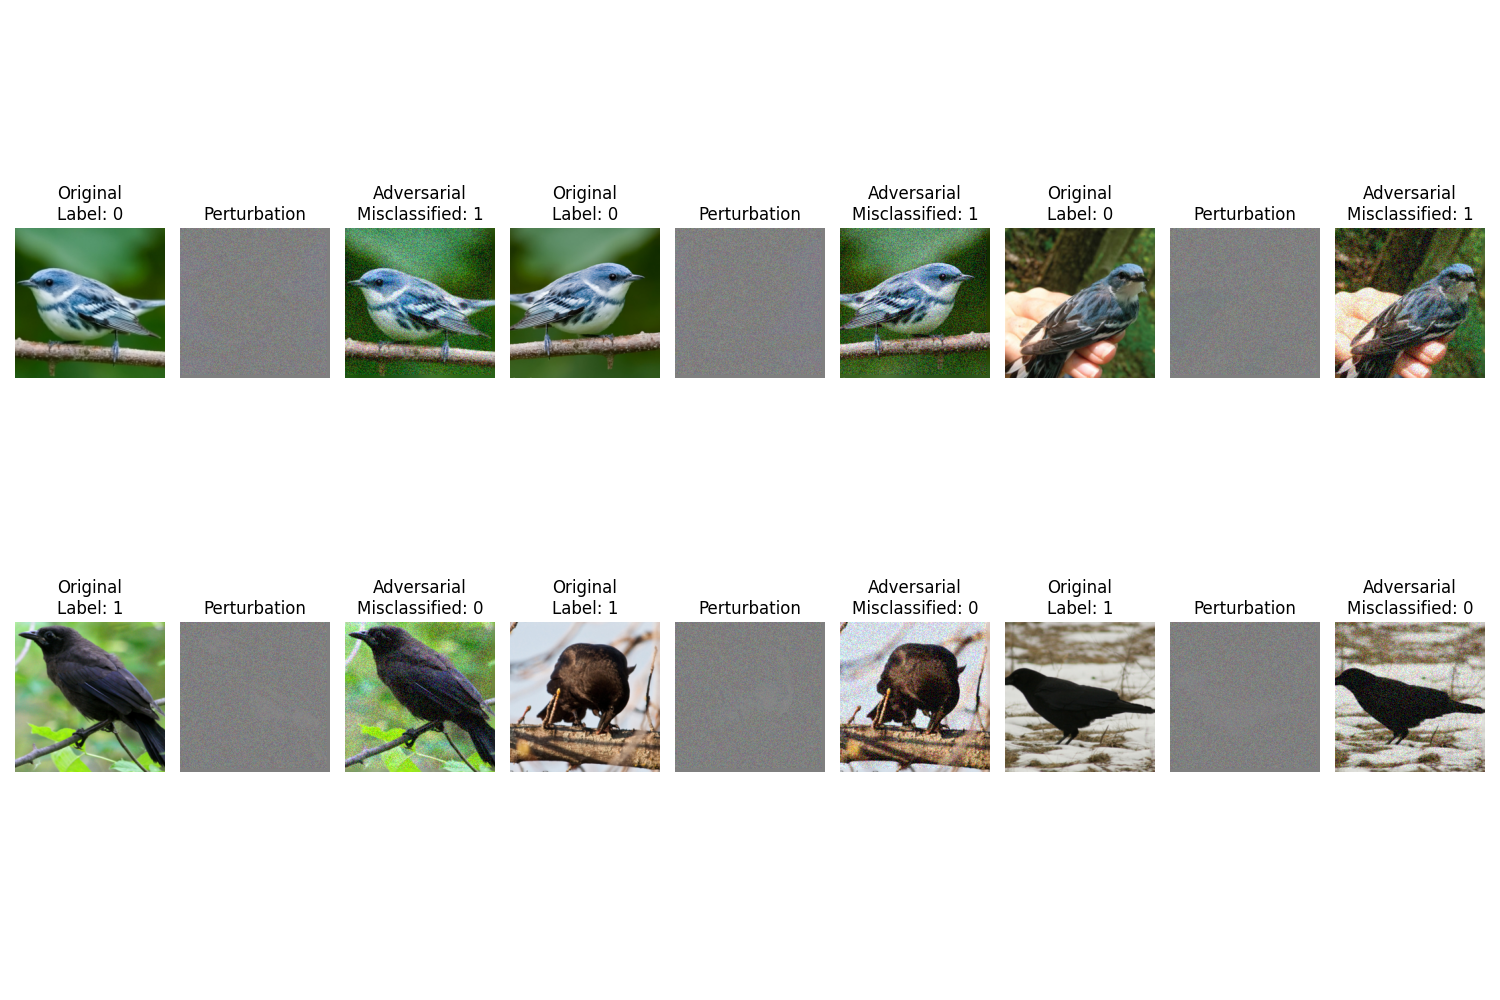 Original
Label: 0
Perturbation
Adversarial
Misclassified: 1
Original
Label: 0
Perturbation
Adversarial
Misclassified: 1
Original
Label: 0
Perturbation
Adversarial
Misclassified: 1
Original
Label: 1
Perturbation
Adversarial
Misclassified: 0
Original
Label: 1
Perturbation
Adversarial
Misclassified: 0
Original
Label: 1
Perturbation
Adversarial
Misclassified: 0